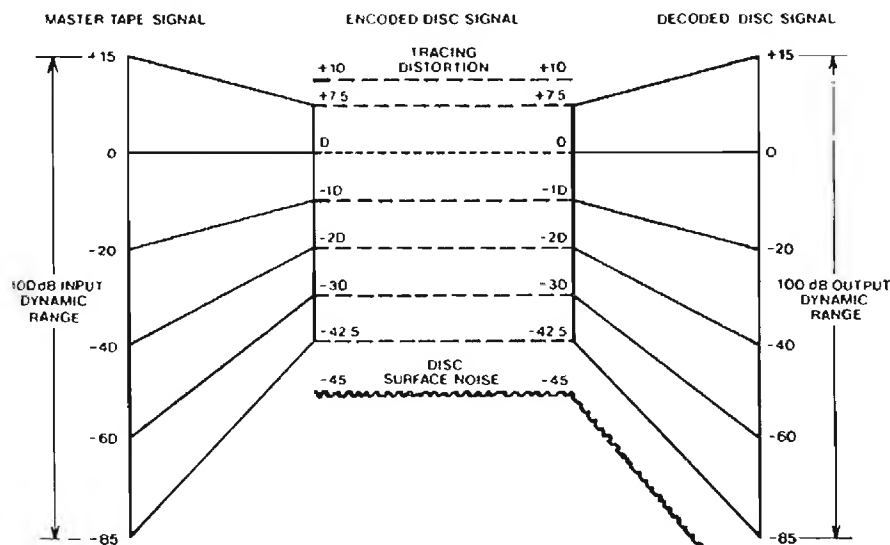 MASTER TAPE SIGNAL
ENCODED DISC SIGNAL
DECODED DISC SIGNAL
+15
TRACING
DISTORTION
+15
+10
+10
+7.5
+7.5
0
0
0
0
-10
-10
-20
-20
-20
-20
100 dB INPUT
DYNAMIC
RANGE
-30
-30
100 dB OUTPUT
DYNAMIC
RANGE
-40
-42.5
-42.5
-40
DISC
SURFACE NOISE
-45
-45
-60
-60
-85
-85